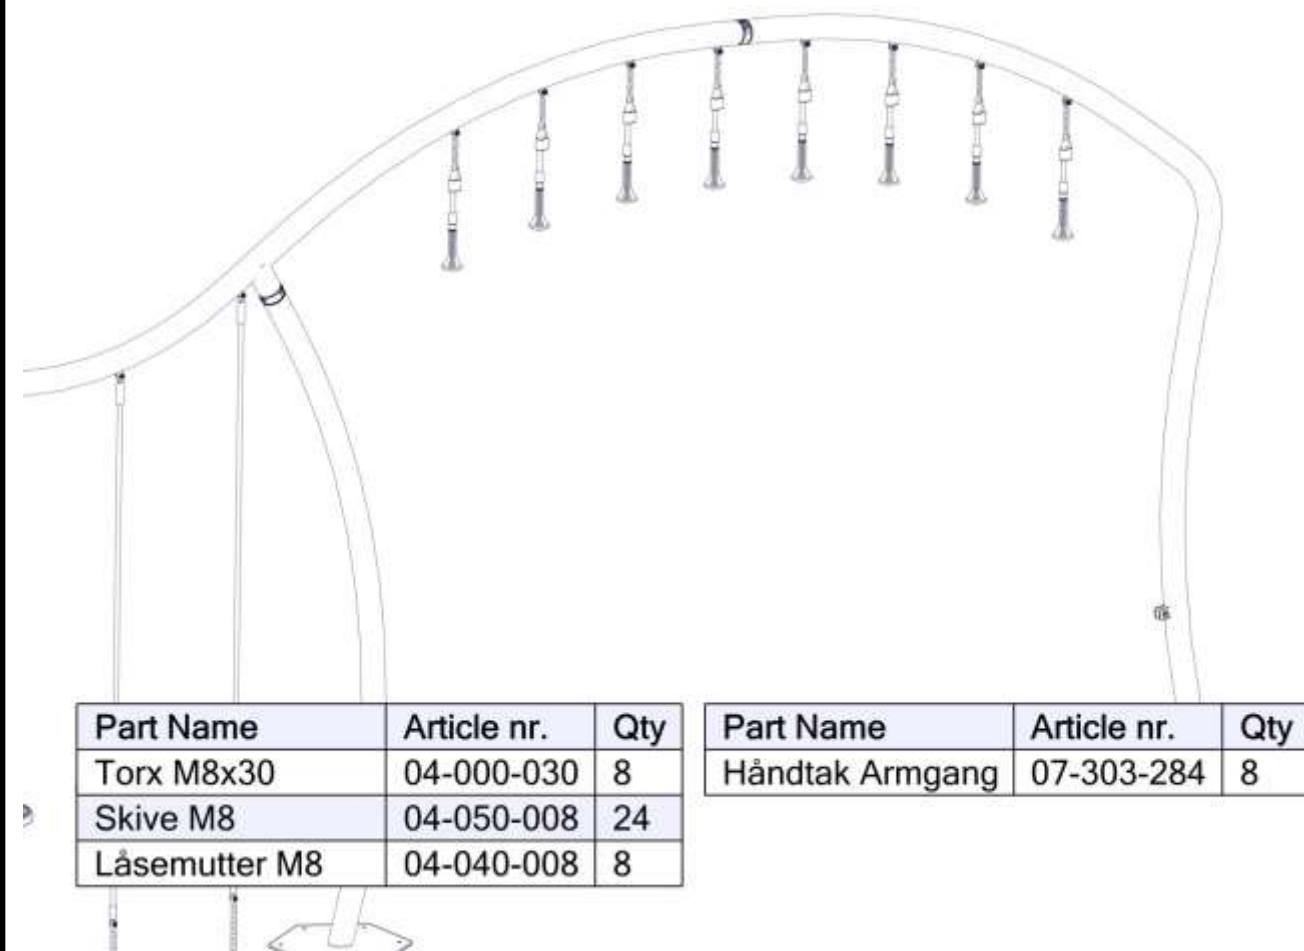 Part Name Article nr. Qty
Torx M8x30 04-000-030 8
Skive M8 04-050-008 24
Låsemutter M8 04-040-008 8
Part Name Article nr. Qty
Håndtak Armgang 07-303-284 8